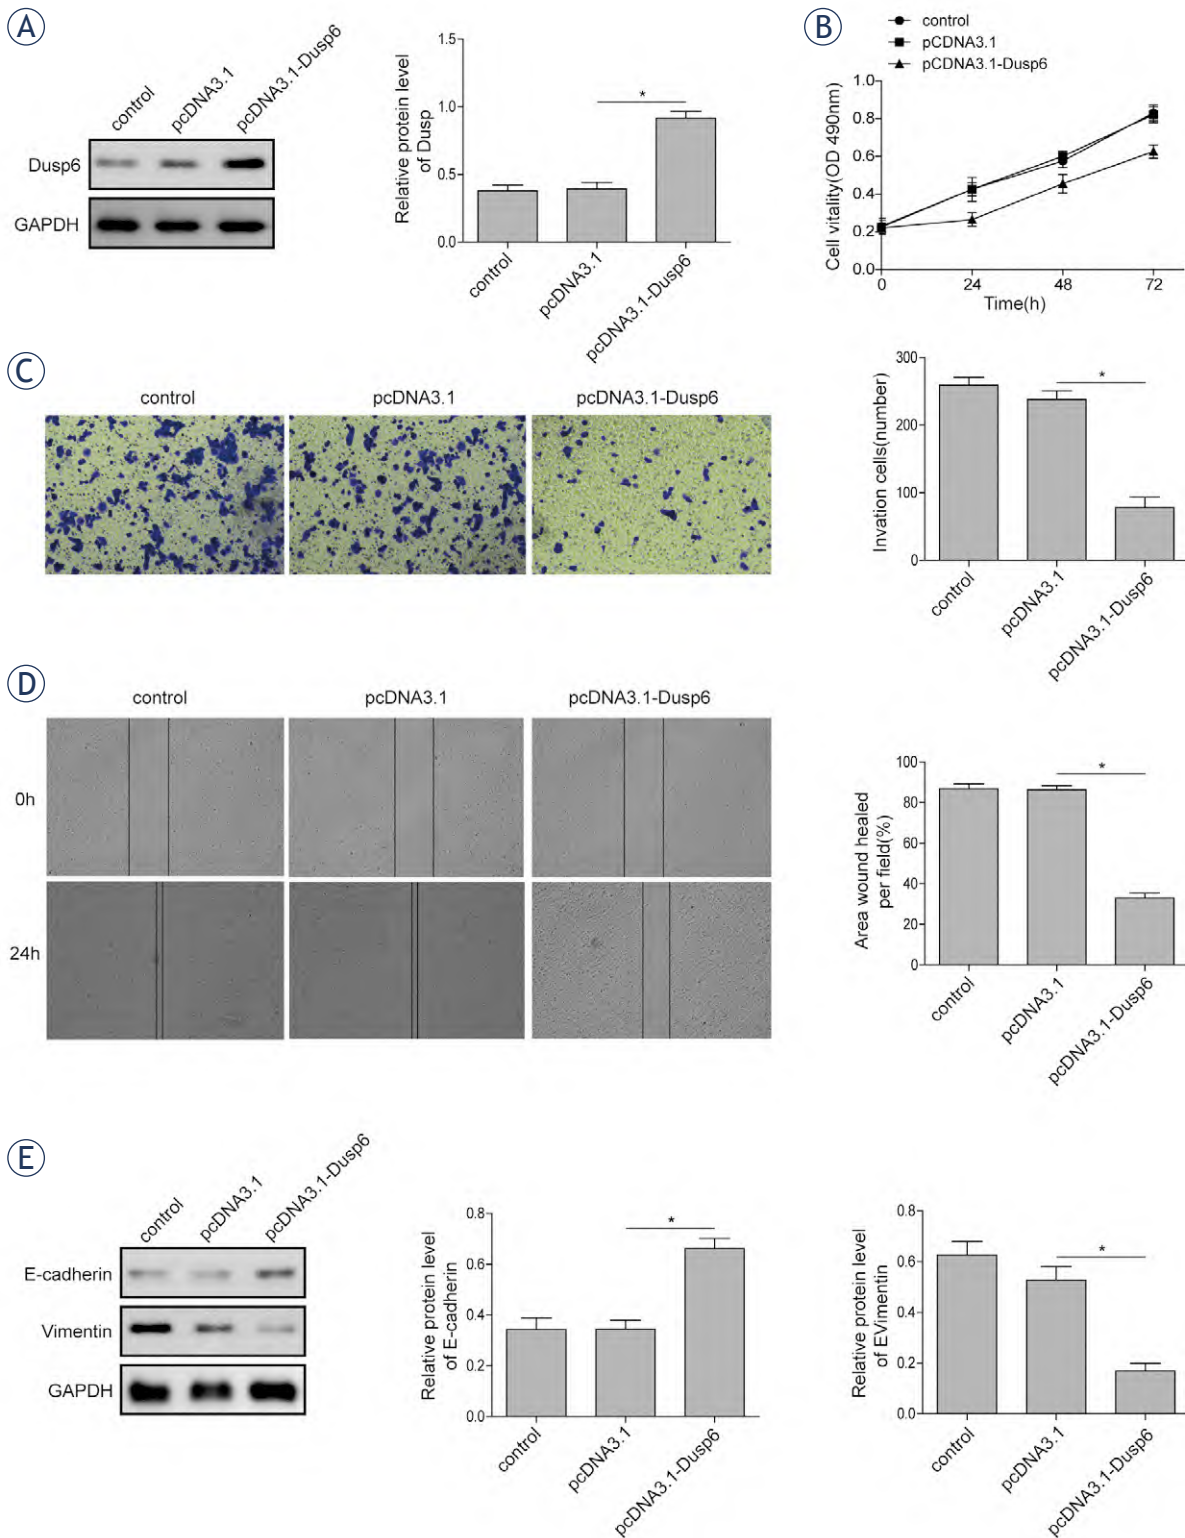 A
control
pcDNA3.1
pcDNA3.1-Dusp6
Dusp6
GAPDH
Relative protein level
of Dusp
1.5
1.0
0.5
0.0
*
control
pcDNA3.1
pcDNA3.1-Dusp6
B
control
pCDNA3.1
pCDNA3.1-Dusp6
Cell vitality(OD 490nm)
1.0
0.8
0.6
0.4
0.2
0.0
0
24
48
72
Time(h)
C
control
pcDNA3.1
pcDNA3.1-Dusp6
Invation cells(number)
300
200
100
0
*
control
pcDNA3.1
pcDNA3.1-Dusp6
D
control
pcDNA3.1
pcDNA3.1-Dusp6
0h
24h
Area wound healed
per field(%)
100
80
60
40
20
0
*
control
pcDNA3.1
pcDNA3.1-Dusp6
E
control
pcDNA3.1
pcDNA3.1-Dusp6
E-cadherin
Vimentin
GAPDH
Relative protein level
of E-cadherin
0.8
0.6
0.4
0.2
0.0
*
control
pcDNA3.1
pcDNA3.1-Dusp6
Relative protein level
of EVimentin
0.8
0.6
0.4
0.2
0.0
*
control
pcDNA3.1
pcDNA3.1-Dusp6